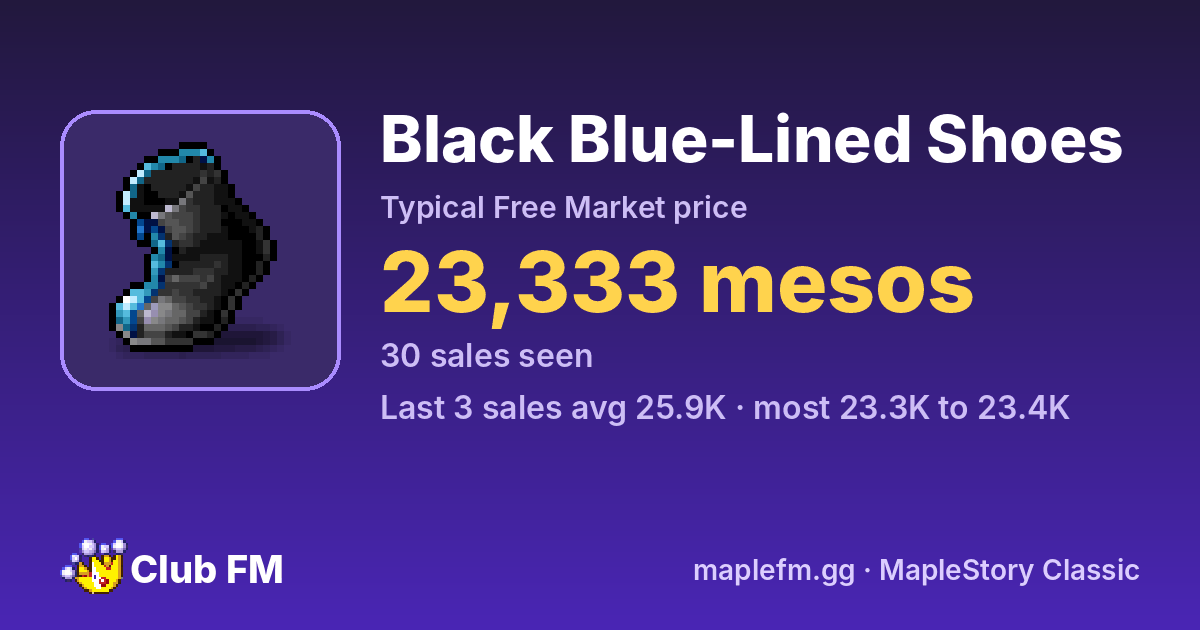 Black Blue-Lined Shoes
Typical Free Market price
23,333 mesos
30 sales seen
Last 3 sales avg 25.9K · most 23.3K to 23.4K
Club FM
maplefm.gg · MapleStory Classic